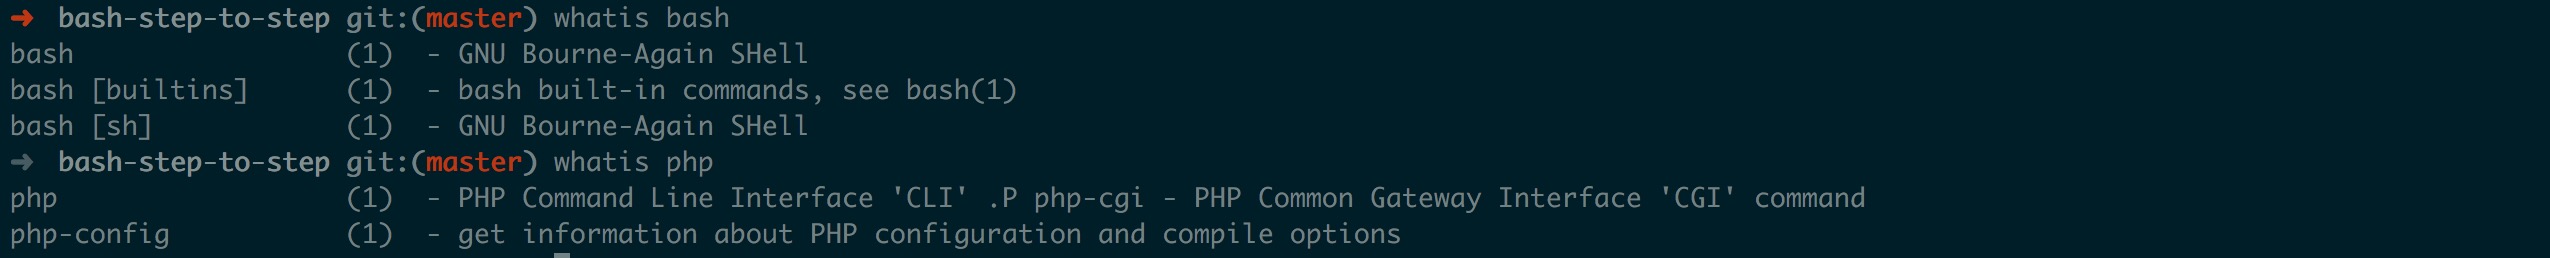 ➜  bash-step-to-step git:(master) whatis bash
bash                 (1)  - GNU Bourne-Again SHell
bash [builtins]      (1)  - bash built-in commands, see bash(1)
bash [sh]            (1)  - GNU Bourne-Again SHell
➜  bash-step-to-step git:(master) whatis php
php                  (1)  - PHP Command Line Interface 'CLI' .P php-cgi - PHP Common Gateway Interface 'CGI' command
php-config           (1)  - get information about PHP configuration and compile options